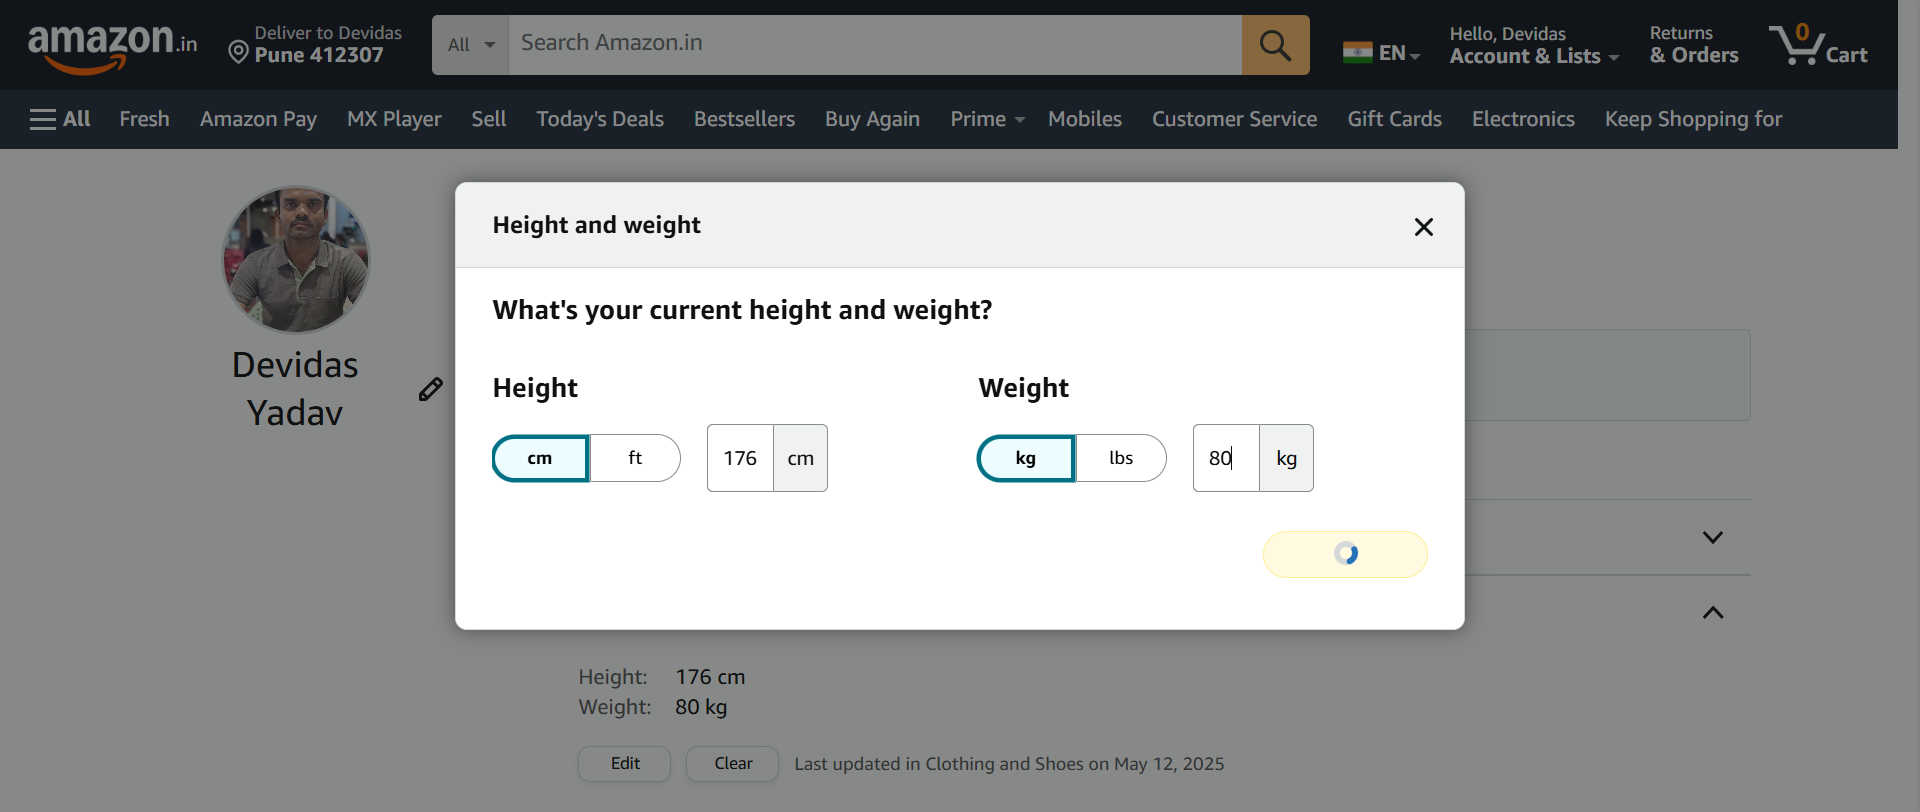 amazon.in
Deliver to Devidas
Pune 412307
All
Search Amazon.in
EN
Hello, Devidas
Account & Lists
Returns
& Orders
0
Cart
All Fresh Amazon Pay MX Player Sell Today's Deals Bestsellers Buy Again Prime Mobiles Customer Service Gift Cards Electronics Keep Shopping for
Devidas
Yadav
Height and weight
What's your current height and weight?
Height
cm ft 176 cm
Weight
kg lbs 80 kg
Height: 176 cm
Weight: 80 kg
Edit Clear Last updated in Clothing and Shoes on May 12, 2025